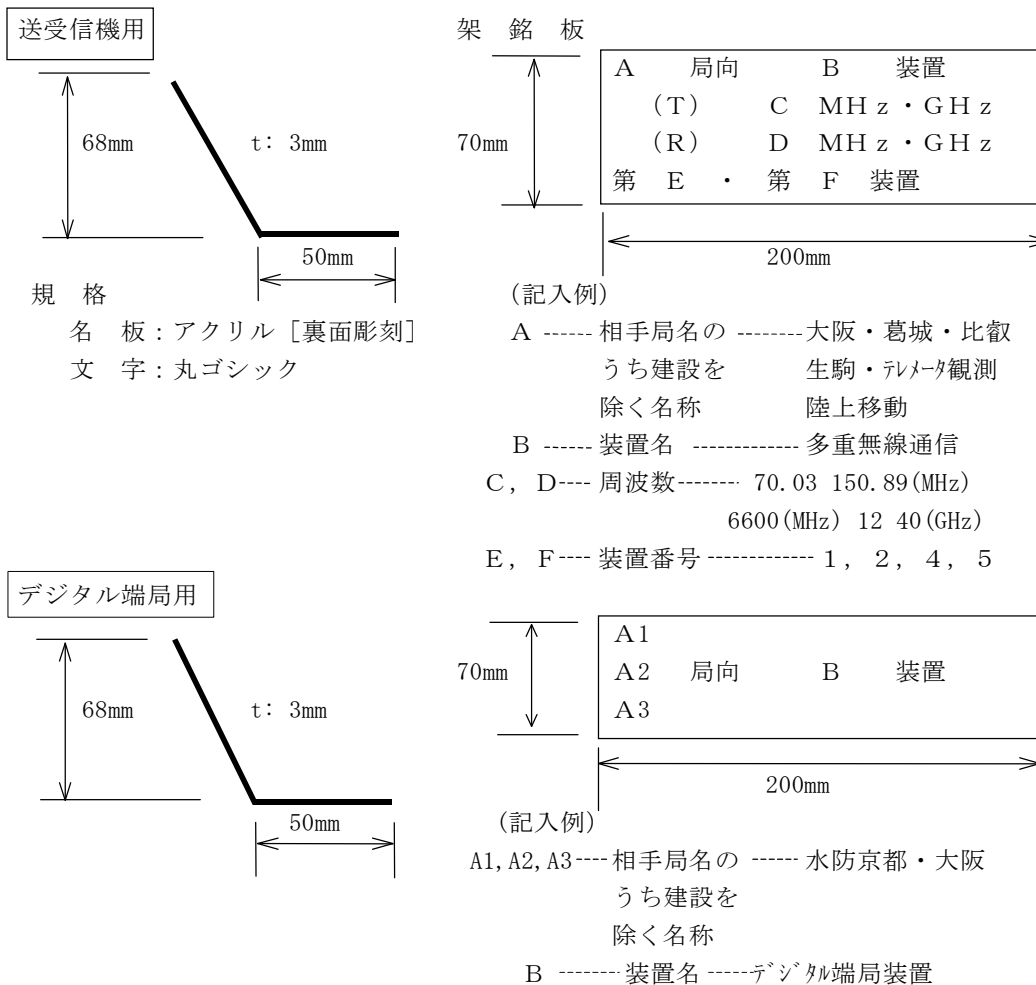 送受信機用
68mm
t: 3mm
50mm
規　格
名　板：アクリル［裏面彫刻］
文　字：丸ゴシック
架　銘　板
70mm
Ａ　局向　Ｂ　装置
（Ｔ）　Ｃ　ＭＨｚ・ＧＨｚ
（Ｒ）　Ｄ　ＭＨｚ・ＧＨｚ
第　Ｅ　・　第　Ｆ　装置
200mm
（記入例）
Ａ ------ 相手局名の --------大阪・葛城・比叡
うち建設を　生駒・ﾃﾚﾒｰﾀ観測
除く名称　陸上移動
Ｂ ------ 装置名 ------------- 多重無線通信
Ｃ，Ｄ---- 周波数-------- 70.03 150.89(MHz)
6600(MHz) 12 40(GHz)
Ｅ，Ｆ---- 装置番号 ------------- １，２，４，５
デジタル端局用
68mm
t: 3mm
50mm
70mm
Ａ1
Ａ2　局向　Ｂ　装置
Ａ3
200mm
（記入例）
A1,A2,A3---- 相手局名の ------ 水防京都・大阪
うち建設を
除く名称
Ｂ -------- 装置名 ------ﾃﾞｼﾞﾀﾙ端局装置